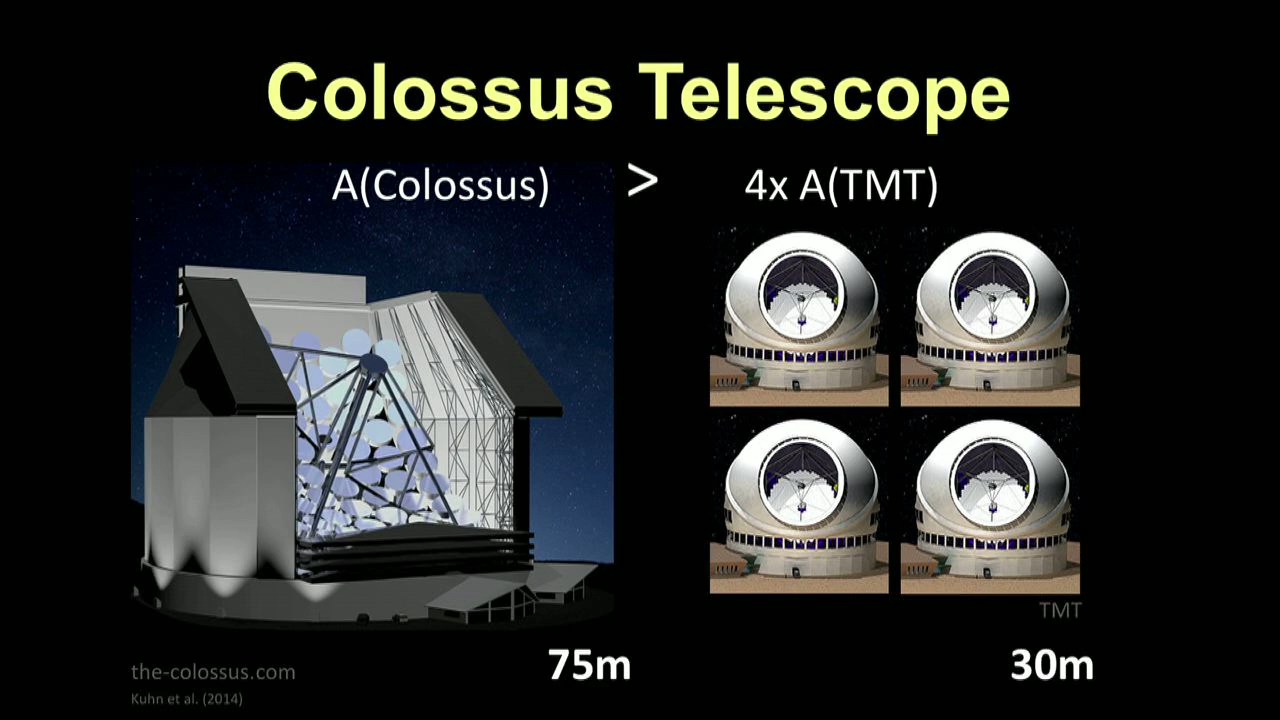 Colossus Telescope
A(Colossus) > 4x A(TMT)
TMT
75m 30m
the-colossus.com
Kuhn et al. (2014)